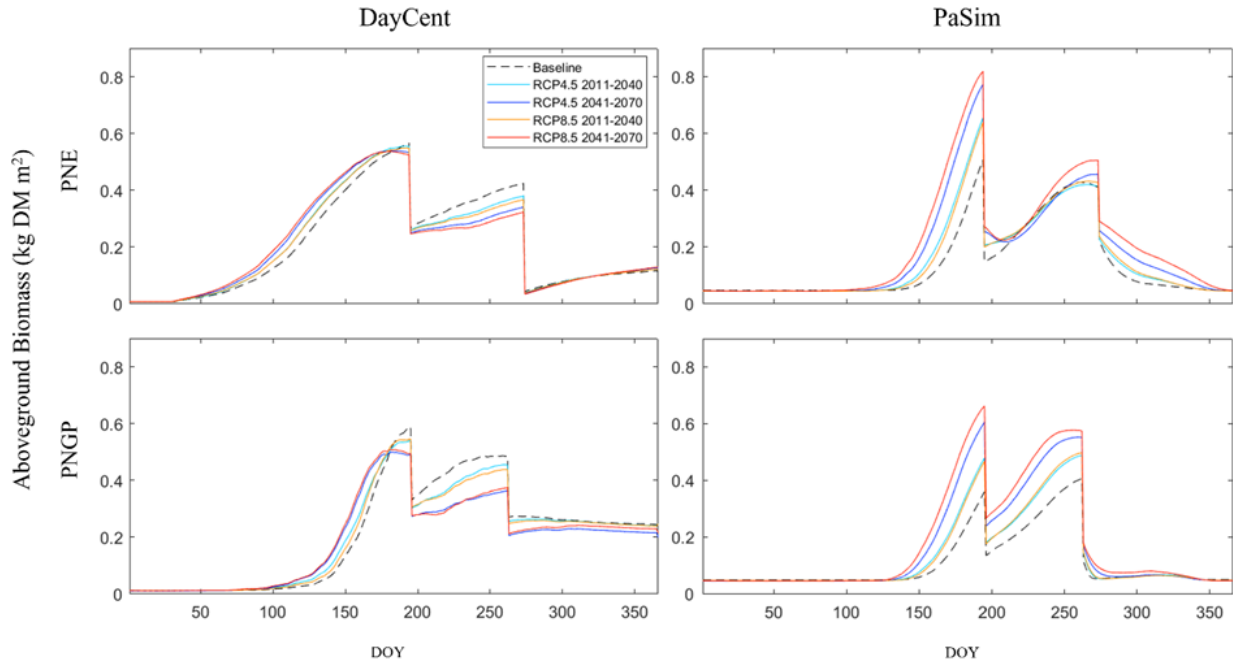 DayCent
PaSim
Aboveground Biomass (kg DM m²)
PNE
0.8
0.6
0.4
0.2
0
Baseline
RCP4.5 2011-2040
RCP4.5 2041-2070
RCP8.5 2011-2040
RCP8.5 2041-2070
0.8
0.6
0.4
0.2
0
PNGP
0.8
0.6
0.4
0.2
0
50 100 150 200 250 300 350
DOY
0.8
0.6
0.4
0.2
0
50 100 150 200 250 300 350
DOY